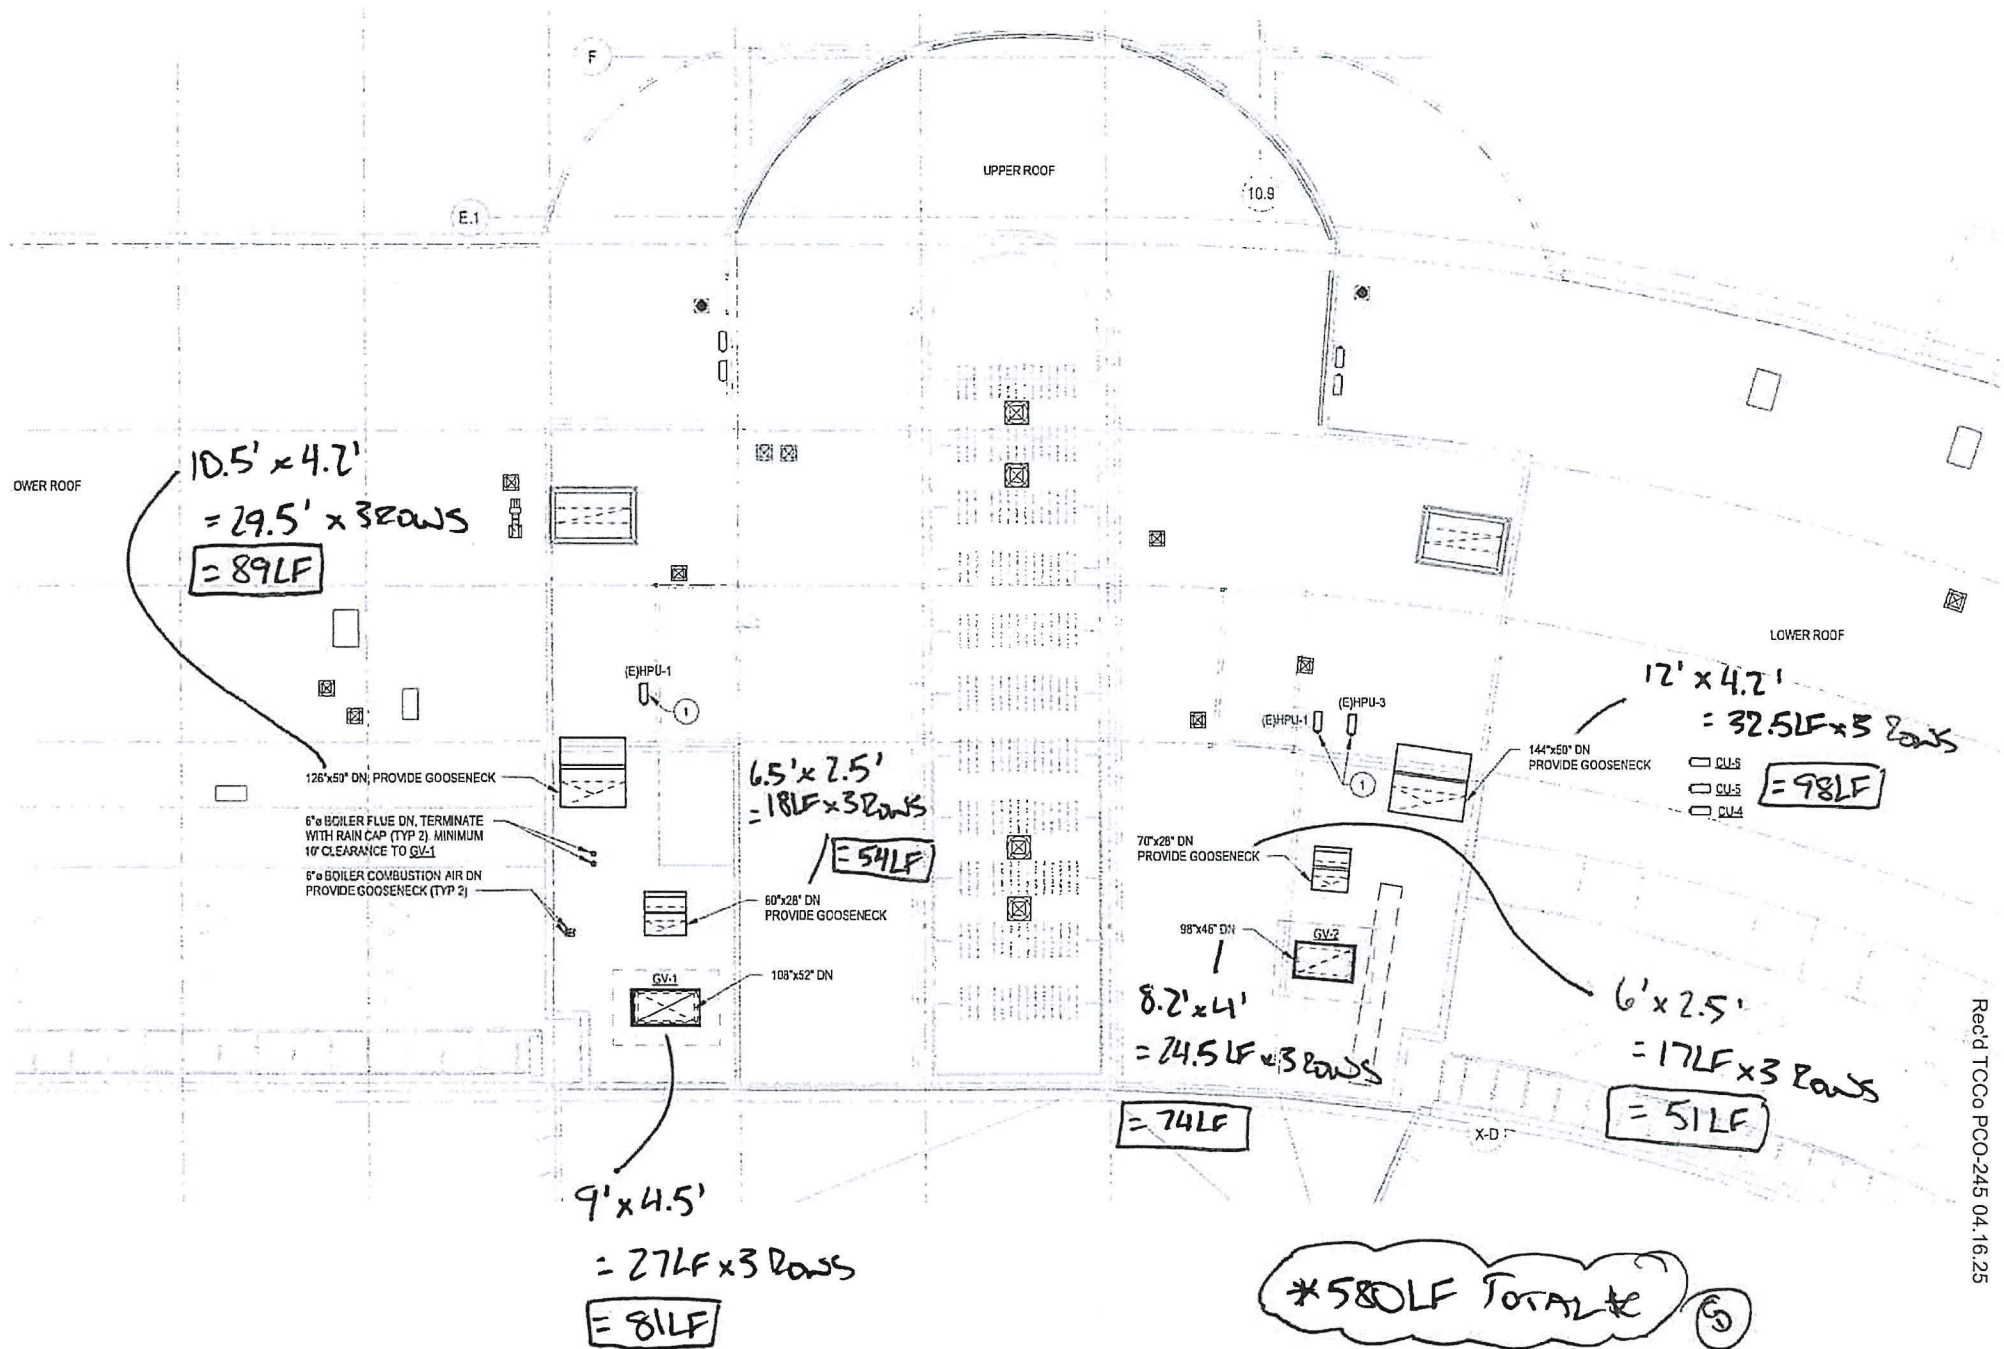 F
UPPER ROOF
E.1
10.9
10.5' x 4.2'
= 29.5' x 3 ROWS
= 89LF
OWER ROOF
LOWER ROOF
(E)HPU-1
1
(E)HPU-1
(E)HPU-3
1
12' x 4.2'
= 32.5LF x 3 ROWS
= 98LF
144"x50" DN
PROVIDE GOOSENECK
CU-6
CU-5
CU-4
126"x50" DN, PROVIDE GOOSENECK
6.5' x 2.5'
= 18LF x 3 ROWS
= 54LF
6"ø BOILER FLUE DN, TERMINATE
WITH RAIN CAP (TYP 2). MINIMUM
10' CLEARANCE TO GV-1
6"ø BOILER COMBUSTION AIR DN
PROVIDE GOOSENECK (TYP 2)
70"x28" DN
PROVIDE GOOSENECK
80"x28" DN
PROVIDE GOOSENECK
98"x46" DN
GV-2
GV-1
108"x52" DN
8.2' x 4'
= 24.5 LF x 3 ROWS
= 74LF
6' x 2.5'
= 17LF x 3 ROWS
= 51LF
X-D
9' x 4.5'
= 27LF x 3 ROWS
= 81LF
*580LF TOTAL*
Rec'd TCCo PCO-245 04.16.25